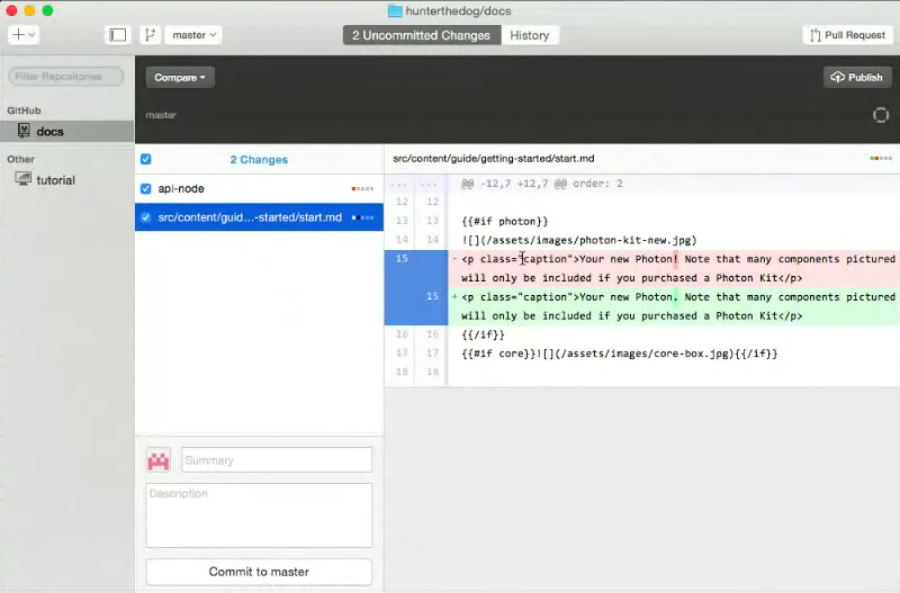 hunterthedog/docs
master
2 Uncommitted Changes
History
Pull Request
Filter Repositories
Compare
Publish
GitHub
master
docs
Other
tutorial
2 Changes
api-node
src/content/guid...-started/start.md
src/content/guide/getting-started/start.md
... ... @@ -12,7 +12,7 @@ order: 2
12 12
13 13 {{#if photon}}
14 14 ![](/assets/images/photon-kit-new.jpg)
15 - <p class="caption">Your new Photon! Note that many components pictured
will only be included if you purchased a Photon Kit</p>
15 + <p class="caption">Your new Photon. Note that many components pictured
will only be included if you purchased a Photon Kit</p>
16 16 {{/if}}
17 17 {{#if core}}![](/assets/images/core-box.jpg){{/if}}
18 18
Summary
Description
Commit to master